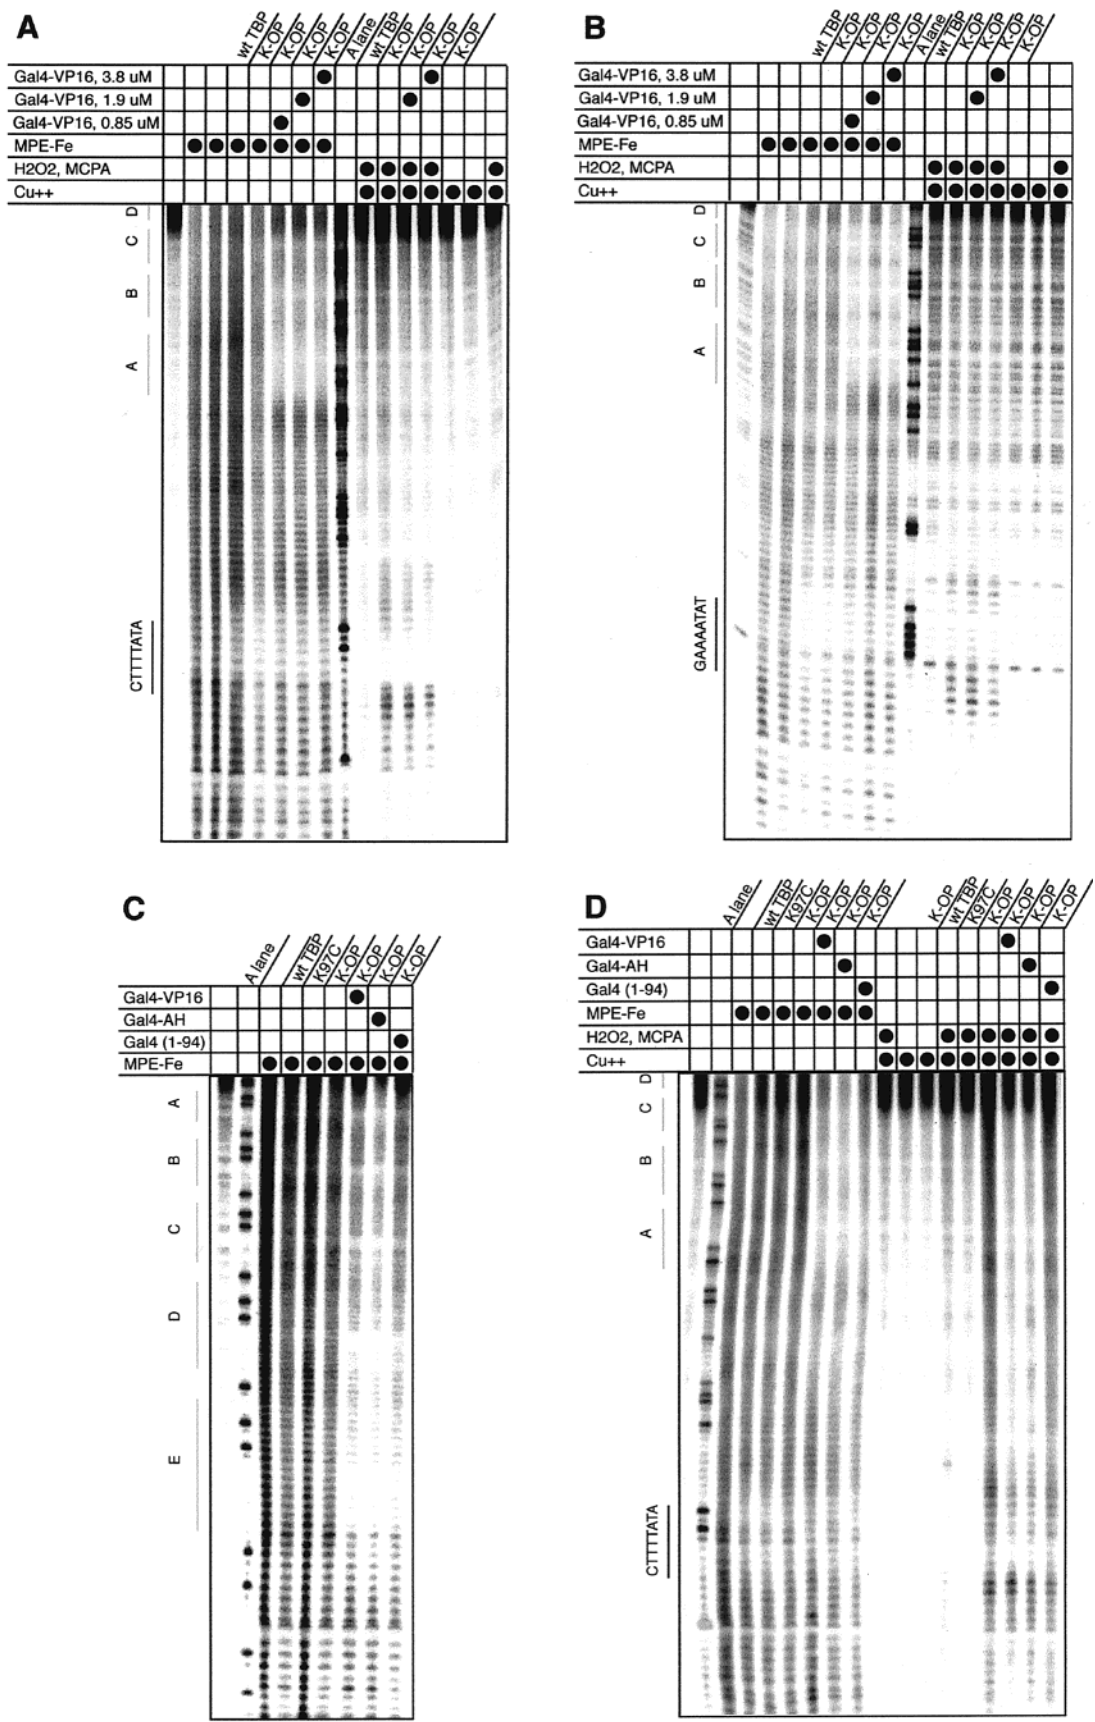 A
wt TBP
K-OP
K-OP
K-OP
K-OP
A lane
wt TBP
K-OP
K-OP
K-OP
K-OP
Gal4-VP16, 3.8 uM
Gal4-VP16, 1.9 uM
Gal4-VP16, 0.85 uM
MPE-Fe
H2O2, MCPA
Cu++
D
C
B
A
CTTTTATA
B
wt TBP
K-OP
K-OP
K-OP
K-OP
A lane
wt TBP
K-OP
K-OP
K-OP
Gal4-VP16, 3.8 uM
Gal4-VP16, 1.9 uM
Gal4-VP16, 0.85 uM
MPE-Fe
H2O2, MCPA
Cu++
D
C
B
A
GAAAATAT
C
A lane
wt TBP
K97C
K-OP
K-OP
K-OP
K-OP
Gal4-VP16
Gal4-AH
Gal4 (1-94)
MPE-Fe
A
B
C
D
E
D
A lane
wt TBP
K97C
K-OP
K-OP
K-OP
K-OP
K-OP
wt TBP
K97C
K-OP
K-OP
K-OP
K-OP
Gal4-VP16
Gal4-AH
Gal4 (1-94)
MPE-Fe
H2O2, MCPA
Cu++
D
C
B
A
CTTTTATA